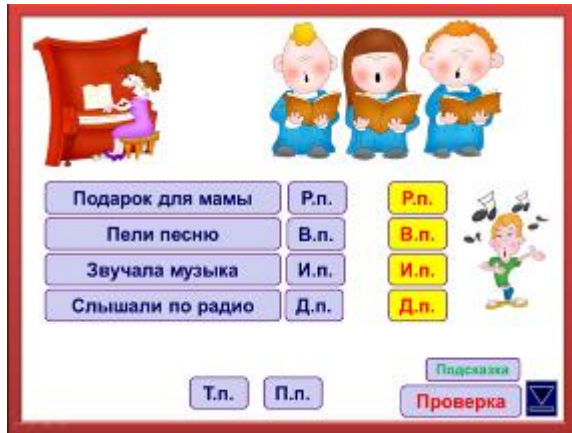 Подарок для мамы Р.п. Р.п.
Пели песню В.п. В.п.
Звучала музыка И.п. И.п.
Слышали по радио Д.п. Д.п.
Подсказка
Т.п. П.п. Проверка